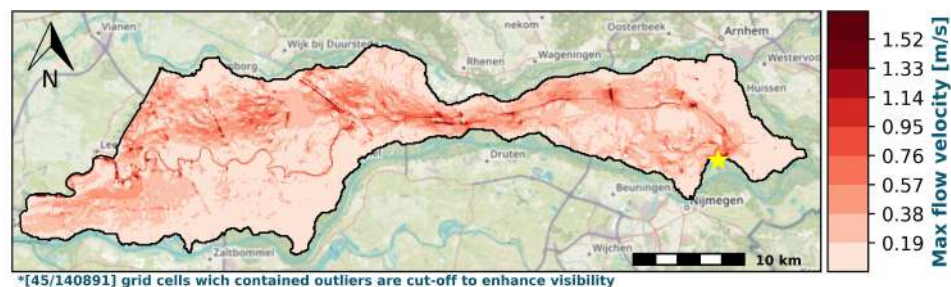 nekom
Oosterbeek
Arnhem
Vianen
Wijk bij Duurstede
Wageningen
Westervoo
Rhenen
Huissen
N
Druten
Beuningen
Nijmegen
Wijchen
Zaltbommel
10 km
1.52
1.33
1.14
0.95
0.76
0.57
0.38
0.19
Max flow velocity [m/s]
*[45/140891] grid cells wich contained outliers are cut-off to enhance visibility